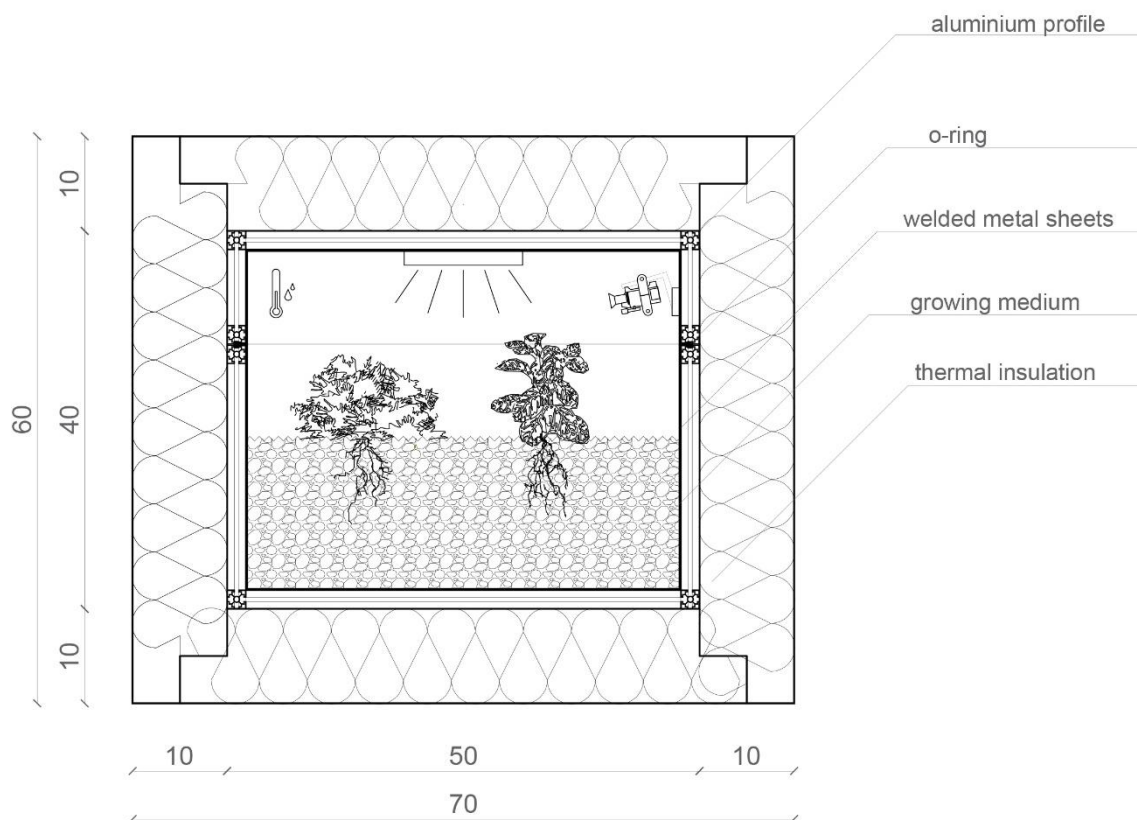 aluminium profile
o-ring
welded metal sheets
growing medium
thermal insulation
60
10
40
10
10
50
10
70